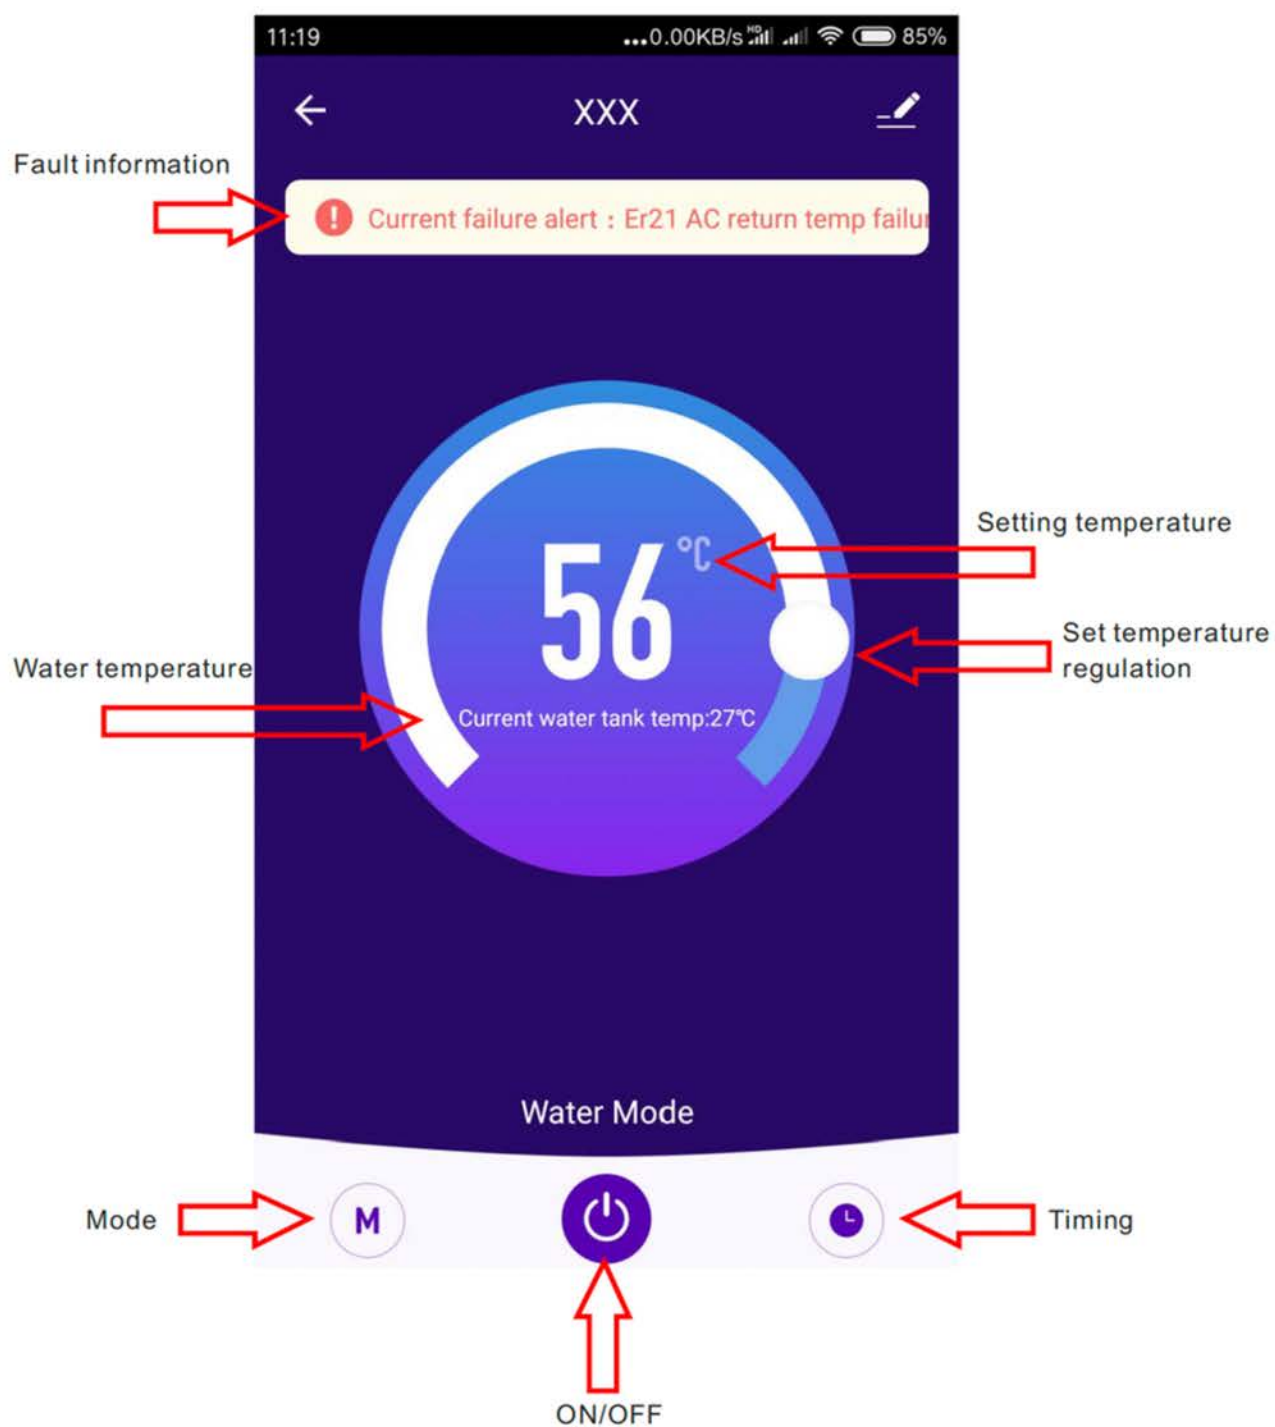 11:19
...0.00KB/s HD 85%
XXX
Fault information
Current failure alert : Er21 AC return temp
Setting temperature
56 °C
Set temperature
regulation
Water temperature
Current water tank temp:27℃
Water Mode
Mode
M
Timing
ON/OFF